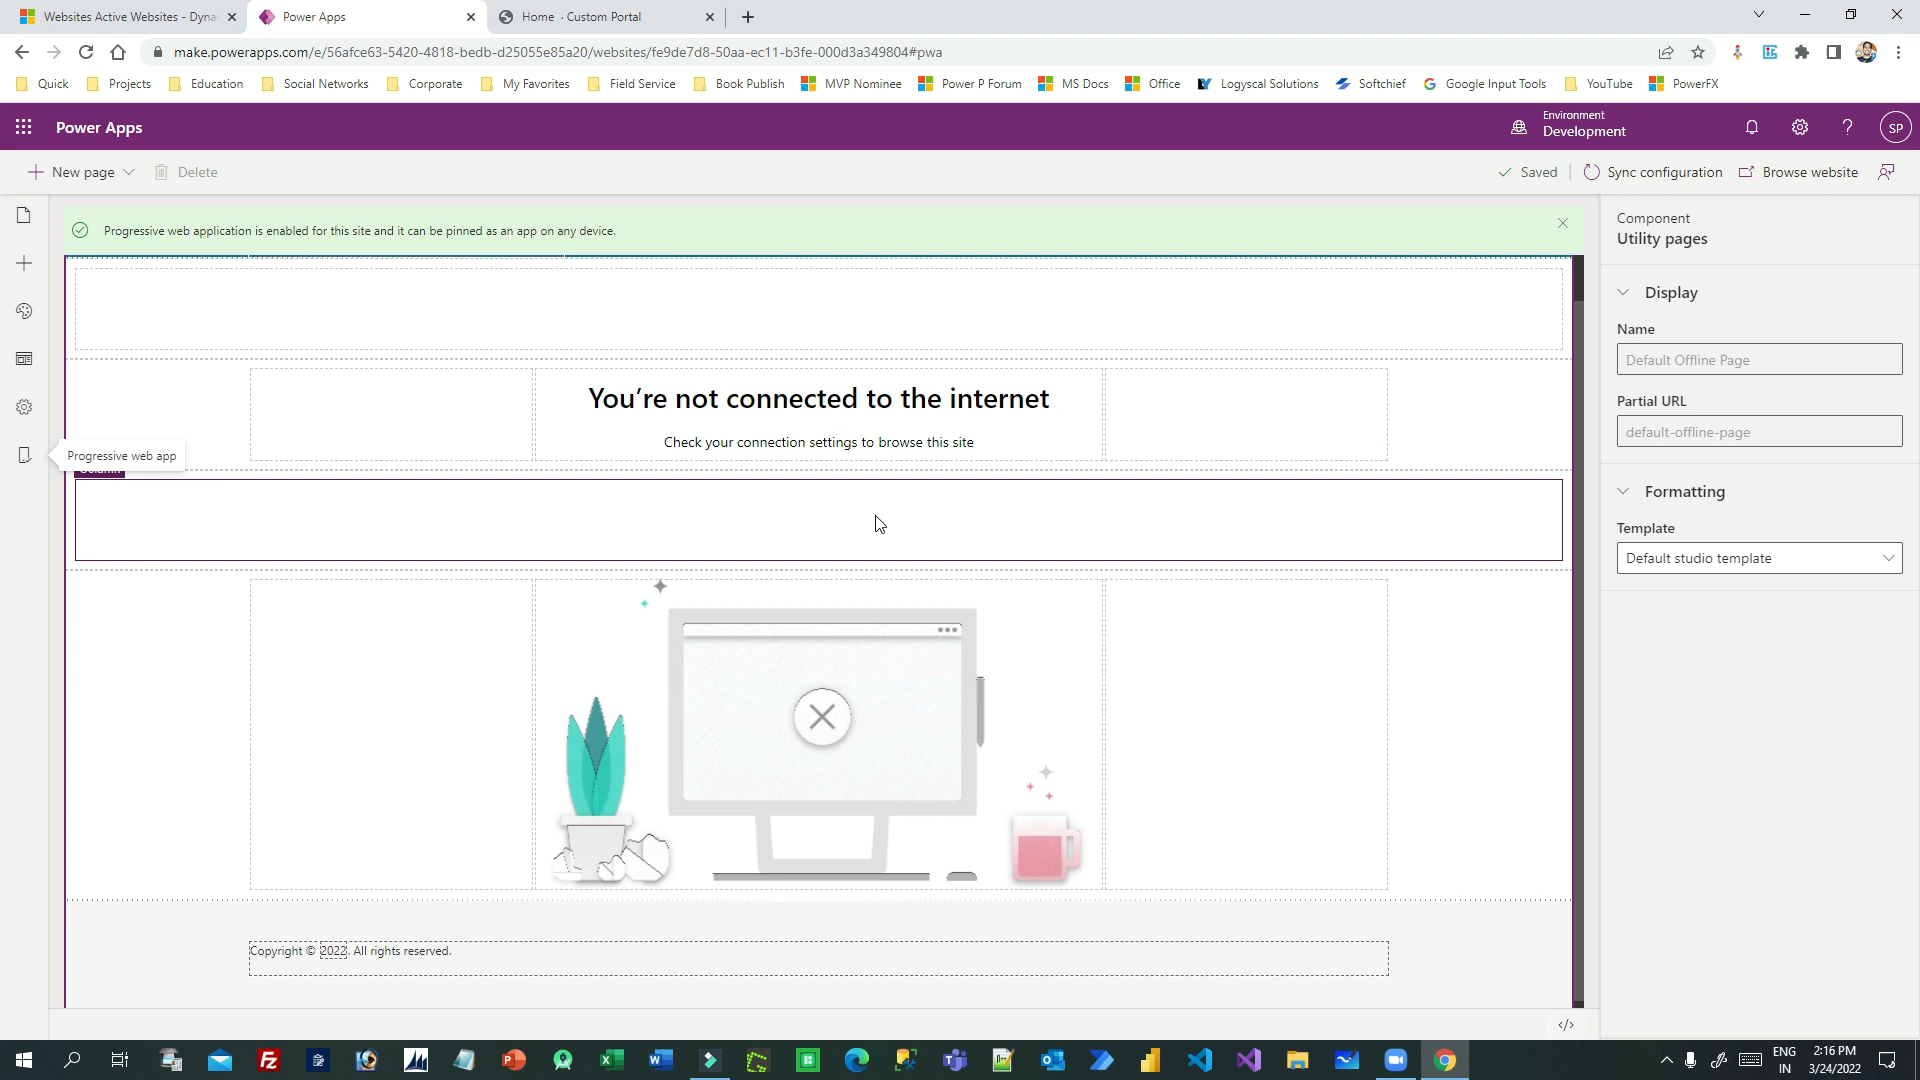 Websites Active Websites - Dyna
Power Apps
Home · Custom Portal
make.powerapps.com/e/56afce63-5420-4818-bedb-d25055e85a20/websites/fe9de7d8-50aa-ec11-b3fe-000d3a349804#pwa
Quick
Projects
Education
Social Networks
Corporate
My Favorites
Field Service
Book Publish
MVP Nominee
Power P Forum
MS Docs
Office
Logyscal Solutions
Softchief
Google Input Tools
YouTube
PowerFX
Power Apps
Environment
Development
SP
New page
Delete
Saved
Sync configuration
Browse website
Progressive web application is enabled for this site and it can be pinned as an app on any device.
Component
Utility pages
Display
Name
Default Offline Page
Partial URL
default-offline-page
Formatting
Template
Default studio template
You're not connected to the internet
Check your connection settings to browse this site
Progressive web app
Copyright © 2022. All rights reserved.
</>
ENG
IN
2:16 PM
3/24/2022